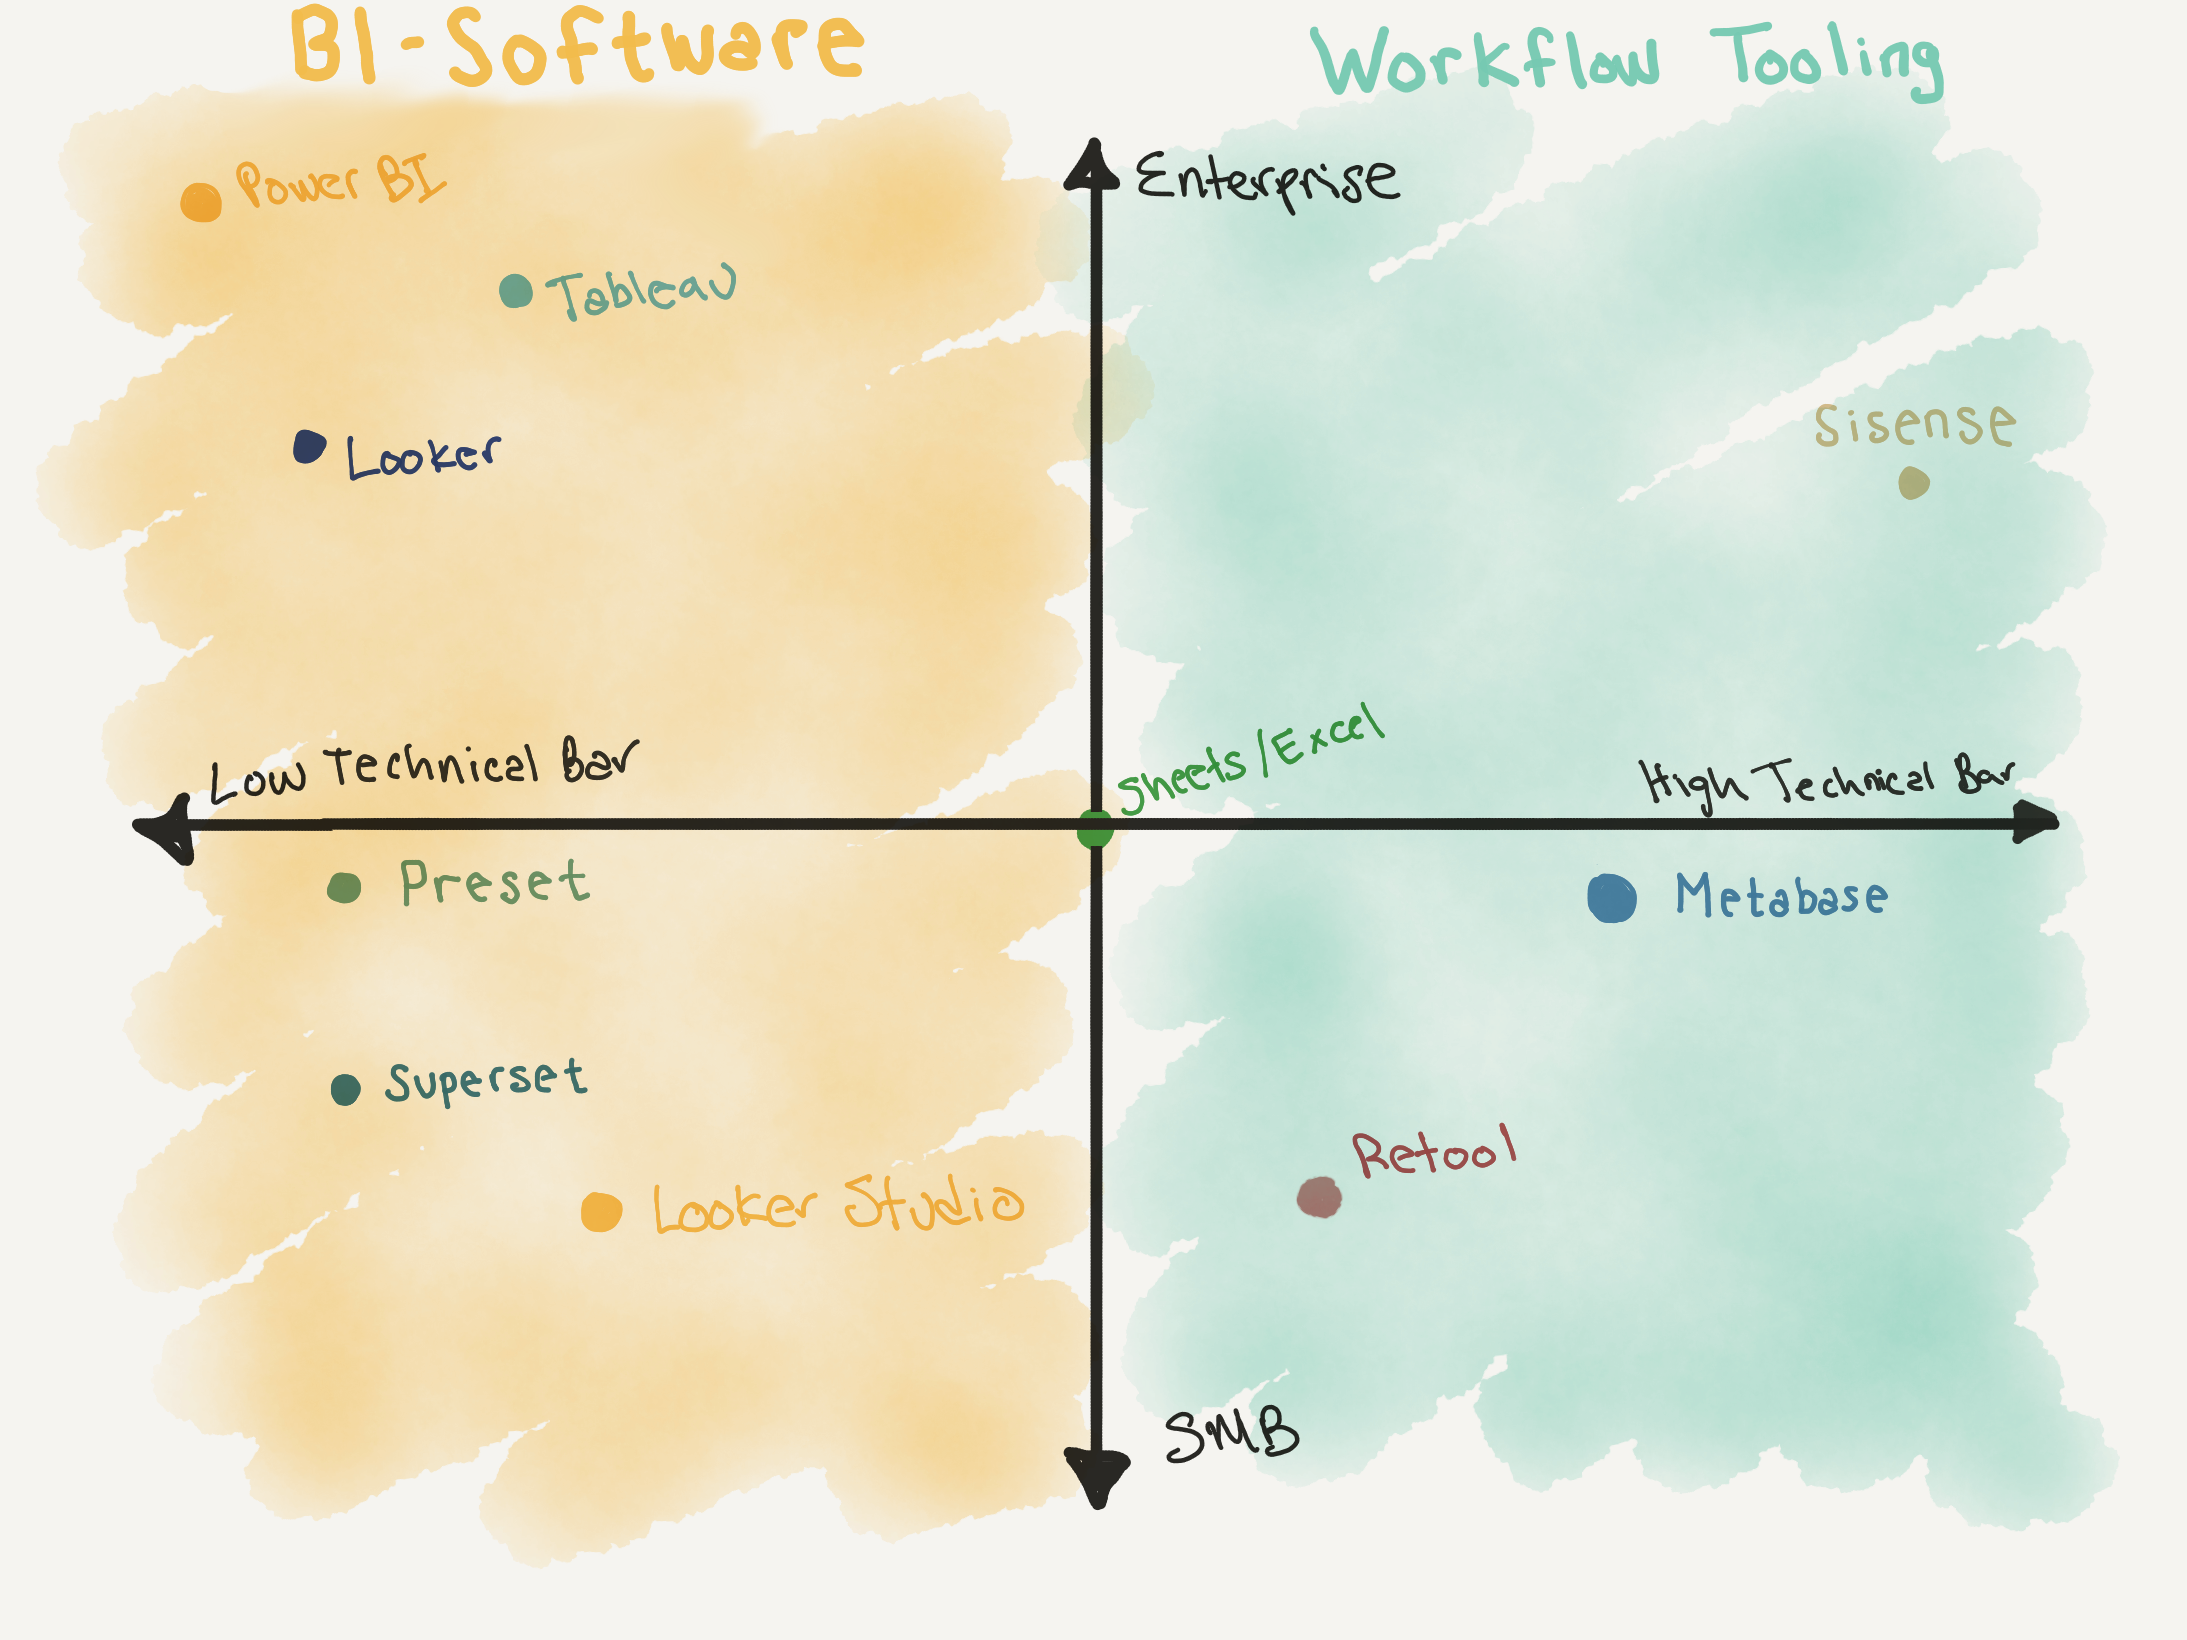 BI-Software
Workflow Tooling
Enterprise
Power BI
Tableau
Looker
Sisense
Sheets/Excel
Low Technical Bar
High Technical Bar
Preset
Metabase
Superset
Retool
Looker Studio
SMB